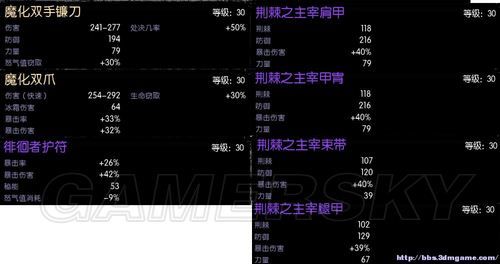 魔化双手镰刀 等级: 30
伤害 241-277 处决几率 +50%
防御 194
力量 79
怒气值窃取 +30%
魔化双爪 等级: 30
伤害（快速） 254-292 生命窃取 +30%
冰霜伤害 64
暴击率 +33%
暴击伤害 +32%
徘徊者护符 等级: 30
暴击率 +26%
暴击伤害 +42%
秘能 53
怒气值消耗 -9%
荆棘之主宰肩甲 等级: 30
荆棘 118
防御 216
暴击伤害 +40%
力量 79
荆棘之主宰甲胄 等级: 30
荆棘 118
防御 216
暴击伤害 +40%
力量 79
荆棘之主宰束带 等级: 30
荆棘 107
防御 120
暴击伤害 +40%
力量 39
荆棘之主宰腿甲 等级: 30
荆棘 102
防御 129
暴击伤害 +39%
力量 67
GAMERSKY
http://bbs.3dmgame.com